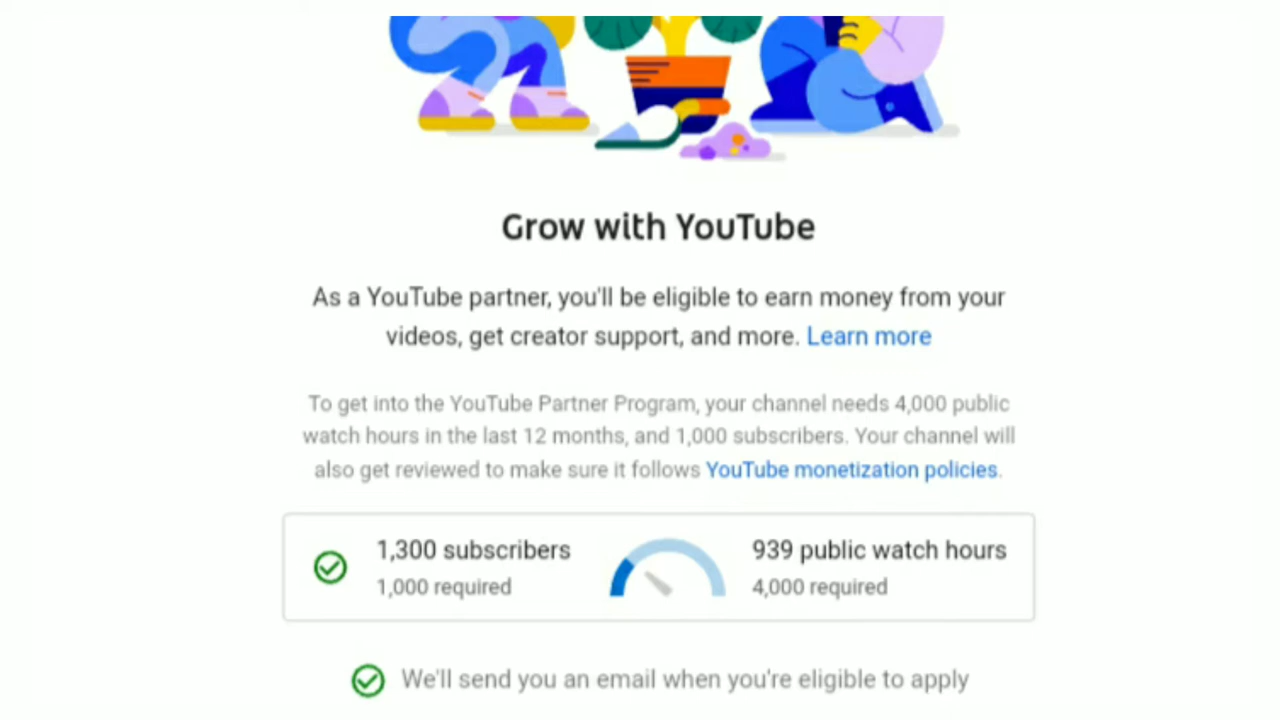 Grow with YouTube
As a YouTube partner, you'll be eligible to earn money from your
videos, get creator support, and more. Learn more
To get into the YouTube Partner Program, your channel needs 4,000 public
watch hours in the last 12 months, and 1,000 subscribers. Your channel will
also get reviewed to make sure it follows YouTube monetization policies.
1,300 subscribers
1,000 required
939 public watch hours
4,000 required
We'll send you an email when you're eligible to apply